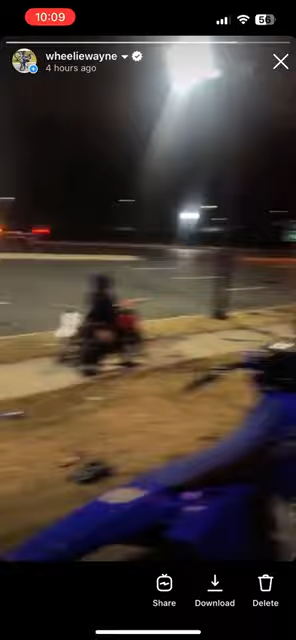 10:09
56
wheeliewayne
4 hours ago
Share
Download
Delete